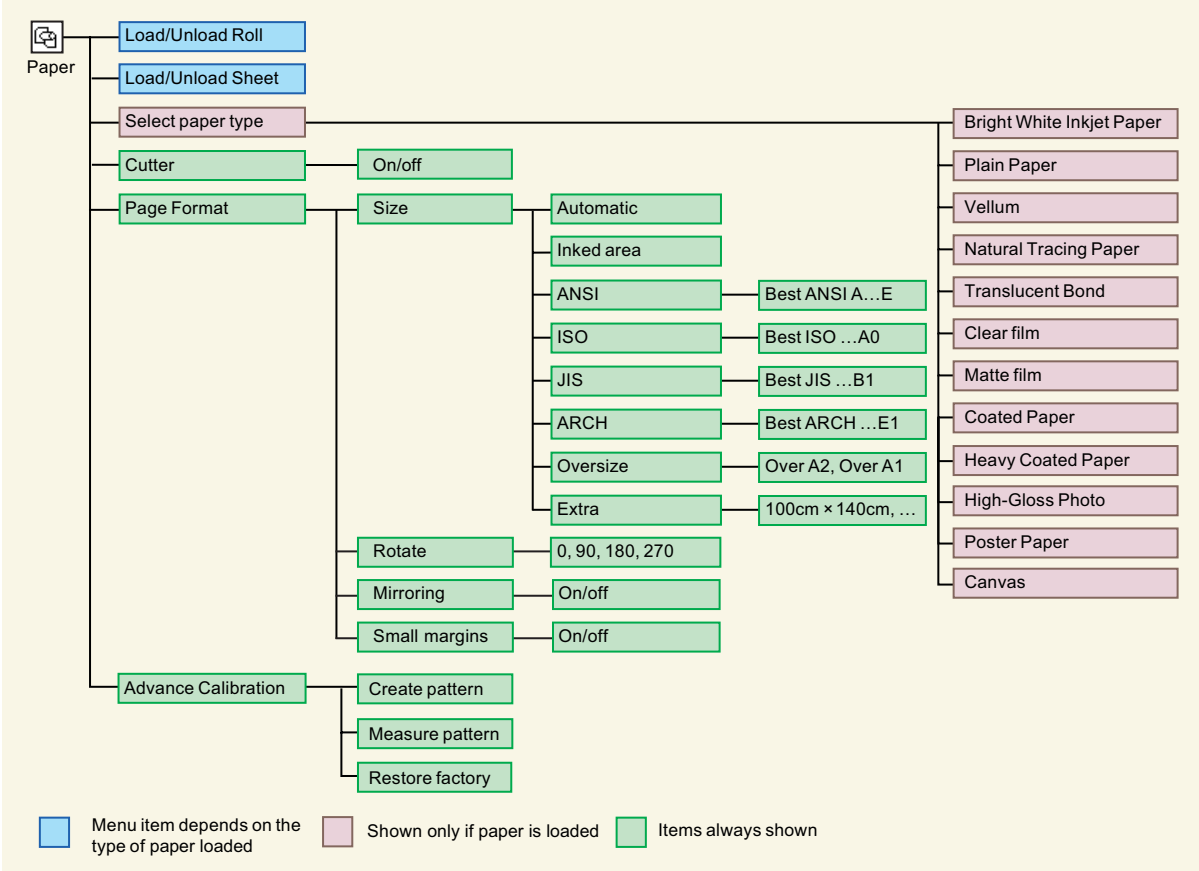 Paper
Load/Unload Roll
Load/Unload Sheet
Select paper type
Bright White Inkjet Paper
Plain Paper
Vellum
Natural Tracing Paper
Translucent Bond
Clear film
Matte film
Coated Paper
Heavy Coated Paper
High-Gloss Photo
Poster Paper
Canvas
Cutter
On/off
Page Format
Size
Automatic
Inked area
ANSI
Best ANSI A…E
ISO
Best ISO …A0
JIS
Best JIS …B1
ARCH
Best ARCH …E1
Oversize
Over A2, Over A1
Extra
100cm × 140cm, …
Rotate
0, 90, 180, 270
Mirroring
On/off
Small margins
On/off
Advance Calibration
Create pattern
Measure pattern
Restore factory
Menu item depends on the
type of paper loaded
Shown only if paper is loaded
Items always shown